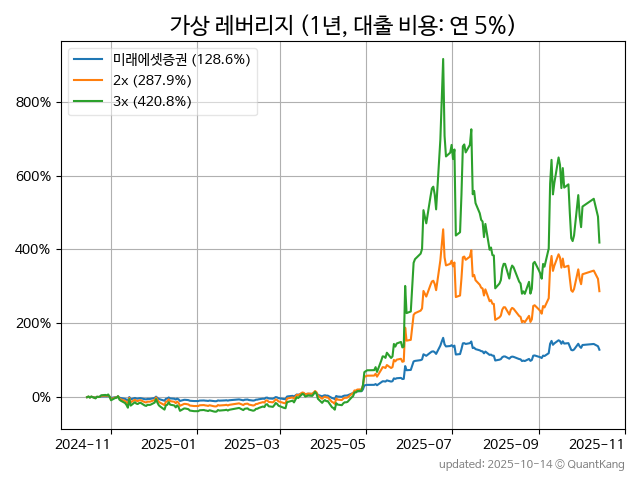 가상 레버리지 (1년, 대출 비용: 연 5%)
미래에셋증권 (128.6%)
2x (287.9%)
3x (420.8%)
800%
600%
400%
200%
0%
2024-11 2025-01 2025-03 2025-05 2025-07 2025-09 2025-11
updated: 2025-10-14 © QuantKang